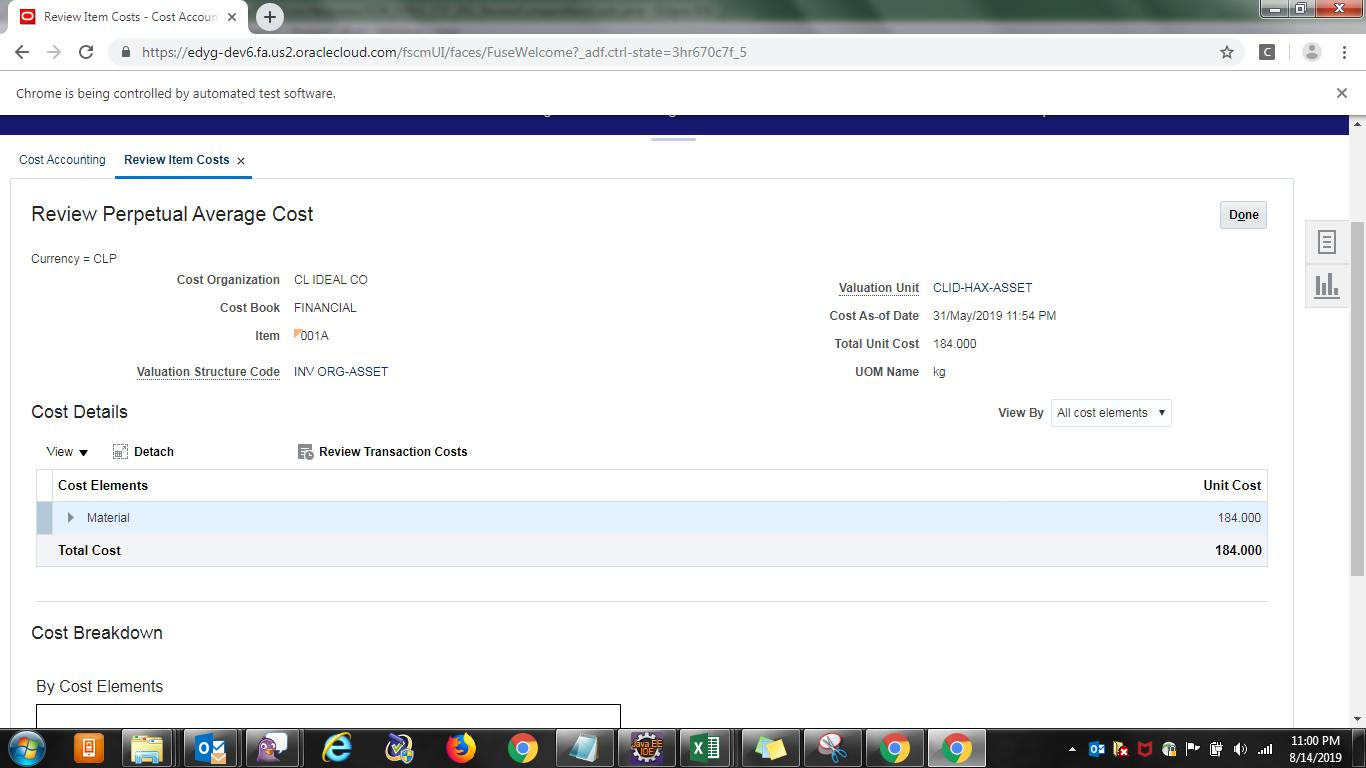 Review Item Costs - Cost Accoun
https://edyg-dev6.fa.us2.oraclecloud.com/fscmUI/faces/FuseWelcome?_adf.ctrl-state=3hr670c7f_5
C
Chrome is being controlled by automated test software.
Cost Accounting Review Item Costs
Review Perpetual Average Cost
Done
Currency = CLP
Cost Organization CL IDEAL CO
Valuation Unit CLID-HAX-ASSET
Cost Book FINANCIAL
Cost As-of Date 31/May/2019 11:54 PM
Item 001A
Total Unit Cost 184.000
Valuation Structure Code INV ORG-ASSET
UOM Name kg
Cost Details
View By All cost elements
View Detach Review Transaction Costs
Cost Elements Unit Cost
Material 184.000
Total Cost 184.000
Cost Breakdown
By Cost Elements
Java EE
IDE
11:00 PM
8/14/2019